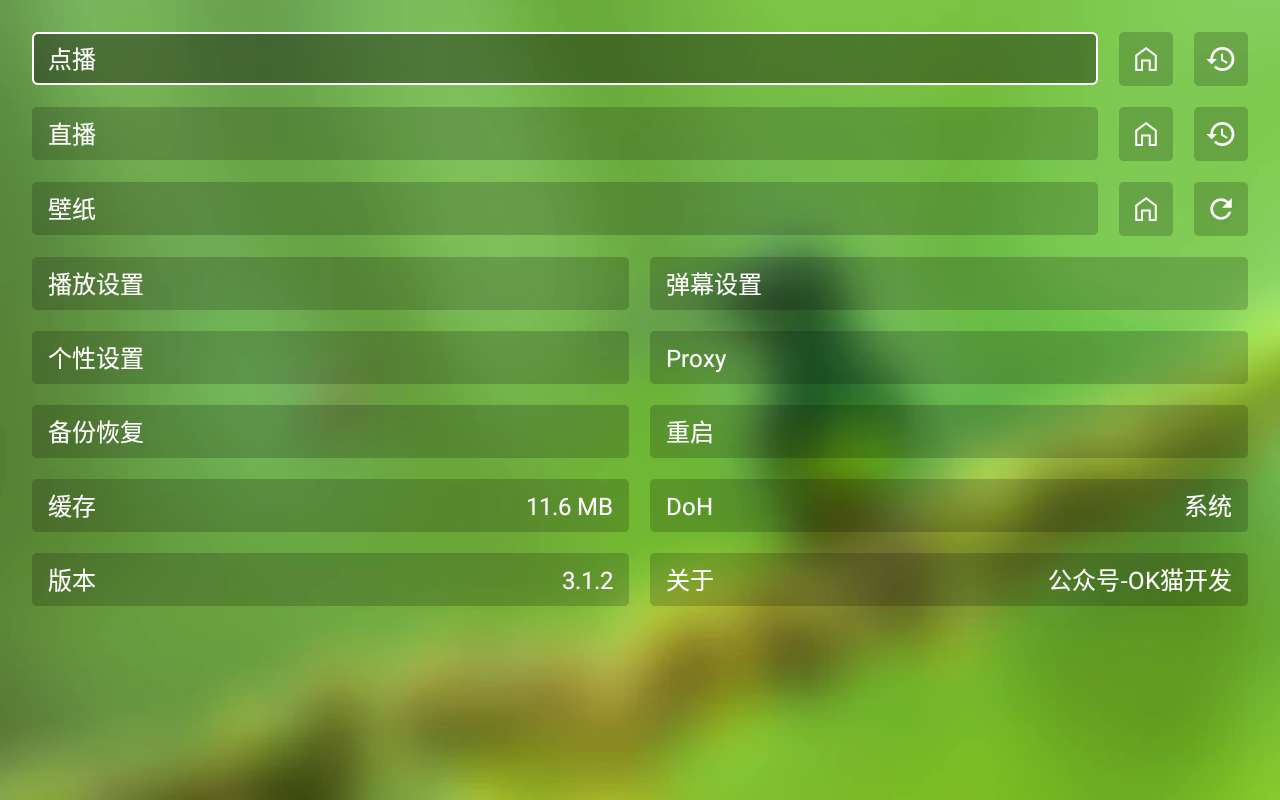 点播
直播
壁纸
播放设置
弹幕设置
个性设置
Proxy
备份恢复
重启
缓存 11.6 MB
DoH 系统
版本 3.1.2
关于 公众号-OK猫开发